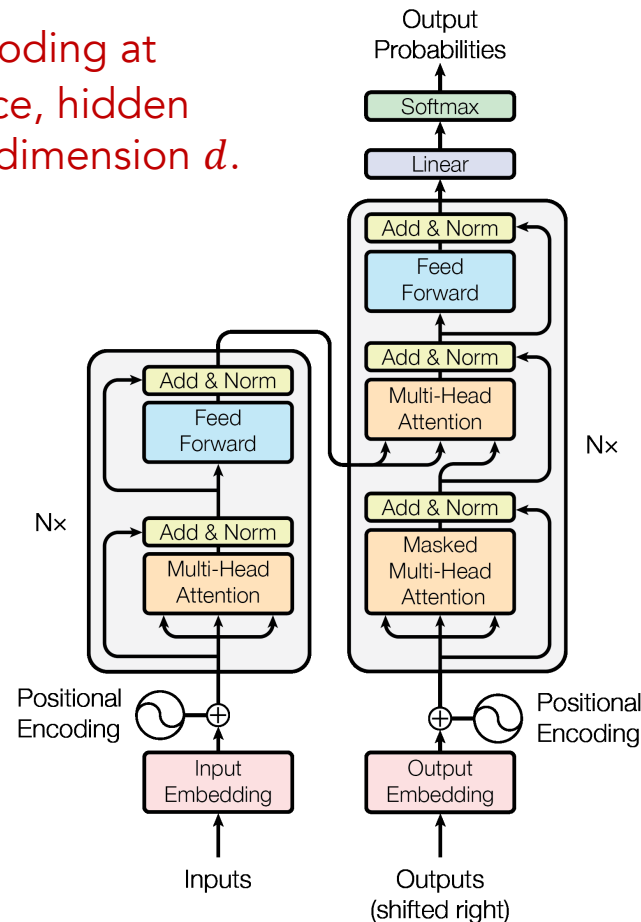 oding at
ce, hidden
dimension d.
Output
Probabilities
Softmax
Linear
Add & Norm
Feed
Forward
Add & Norm
Multi-Head
Attention
Add & Norm
Masked
Multi-Head
Attention
N×
Positional
Encoding
Output
Embedding
Outputs
(shifted right)
Add & Norm
Feed
Forward
Add & Norm
Multi-Head
Attention
N×
Positional
Encoding
Input
Embedding
Inputs